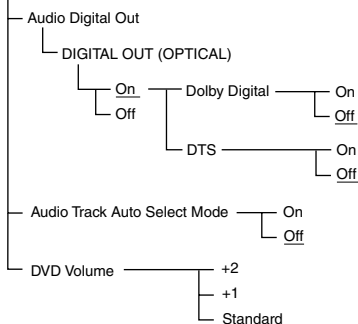 Audio Digital Out
DIGITAL OUT (OPTICAL)
On Dolby Digital On
Off Off
DTS On
Off
Audio Track Auto Select Mode On
Off
DVD Volume +2
+1
Standard